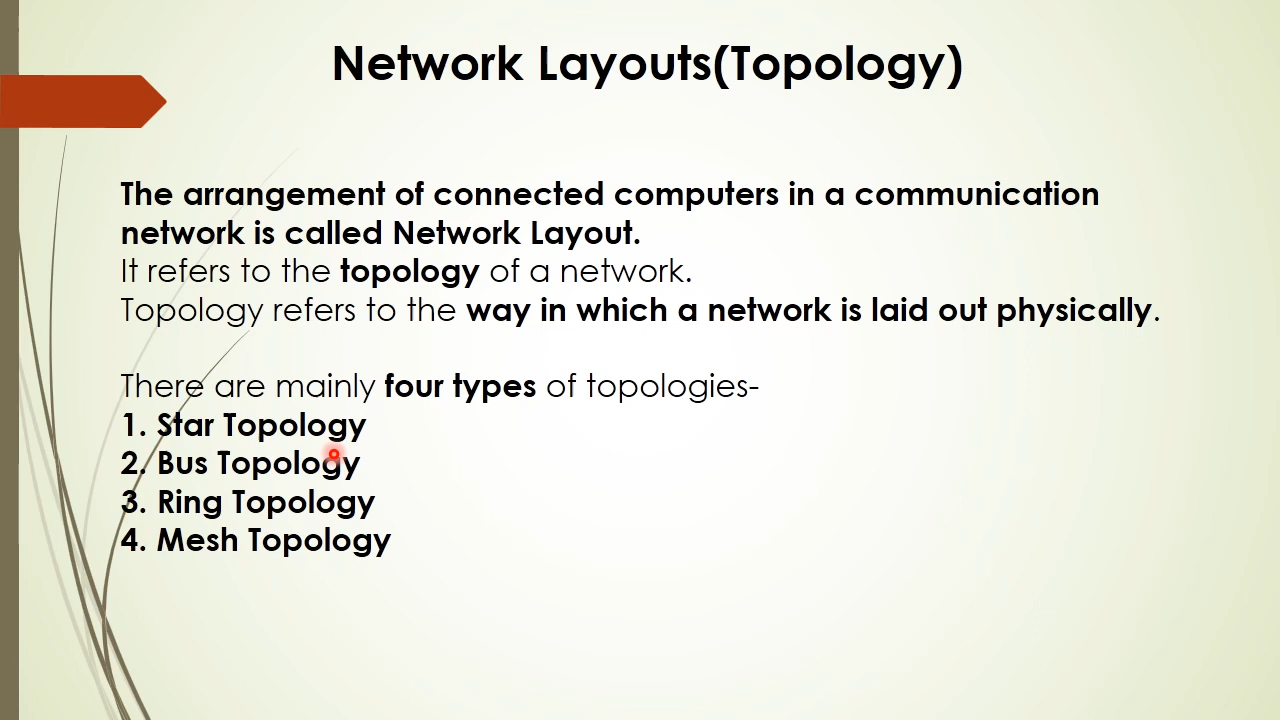 Network Layouts(Topology)
The arrangement of connected computers in a communication
network is called Network Layout.
It refers to the topology of a network.
Topology refers to the way in which a network is laid out physically.
There are mainly four types of topologies-
1. Star Topology
2. Bus Topology
3. Ring Topology
4. Mesh Topology